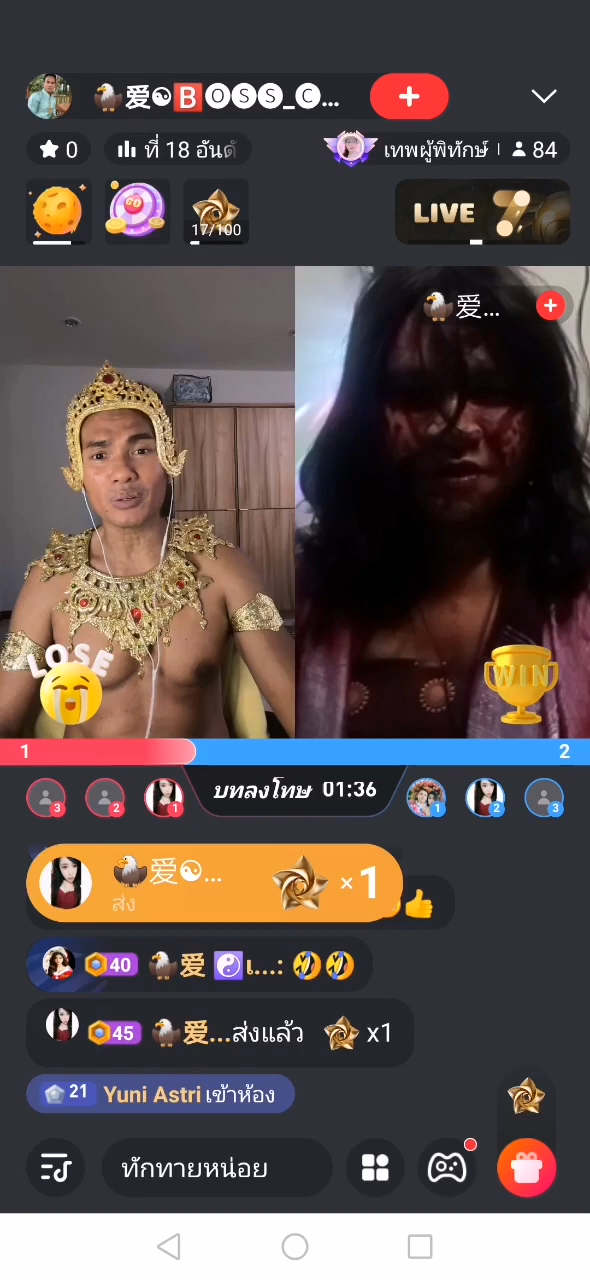 🦅爱☯🅱🅞🅢🅢_🅒...
0
ที่ 18 อันดั
เทพผู้พิทักษ์ | 84
GO
17/100
LIVE 7
🦅爱...
LOSE
WIN
1
2
3
2
1
บทลงโทษ 01:36
1
2
3
🦅爱☯...
ส่ง
×1
👍
40 🦅爱 ☯เ...: 🤣🤣
45 🦅爱...ส่งแล้ว x1
21 Yuni Astri เข้าห้อง
ทักทายหน่อย